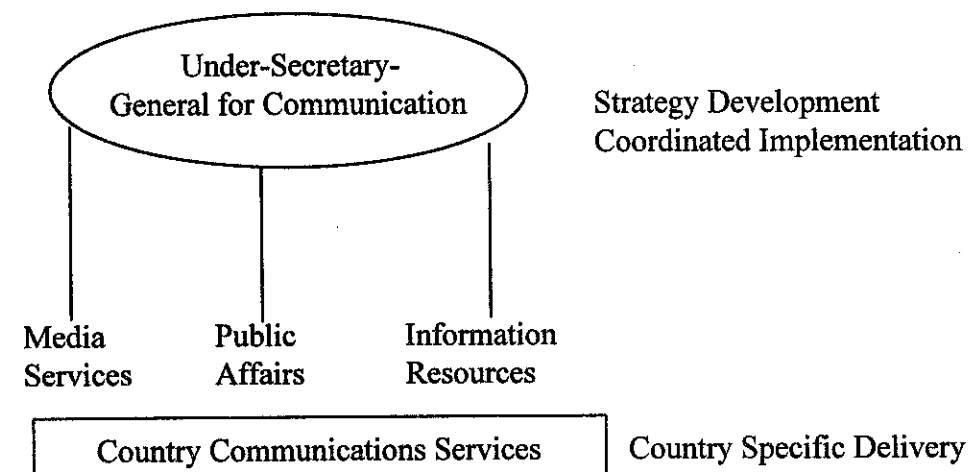 Under-Secretary-
General for Communication
Strategy Development
Coordinated Implementation
Media
Services
Public
Affairs
Information
Resources
Country Communications Services
Country Specific Delivery